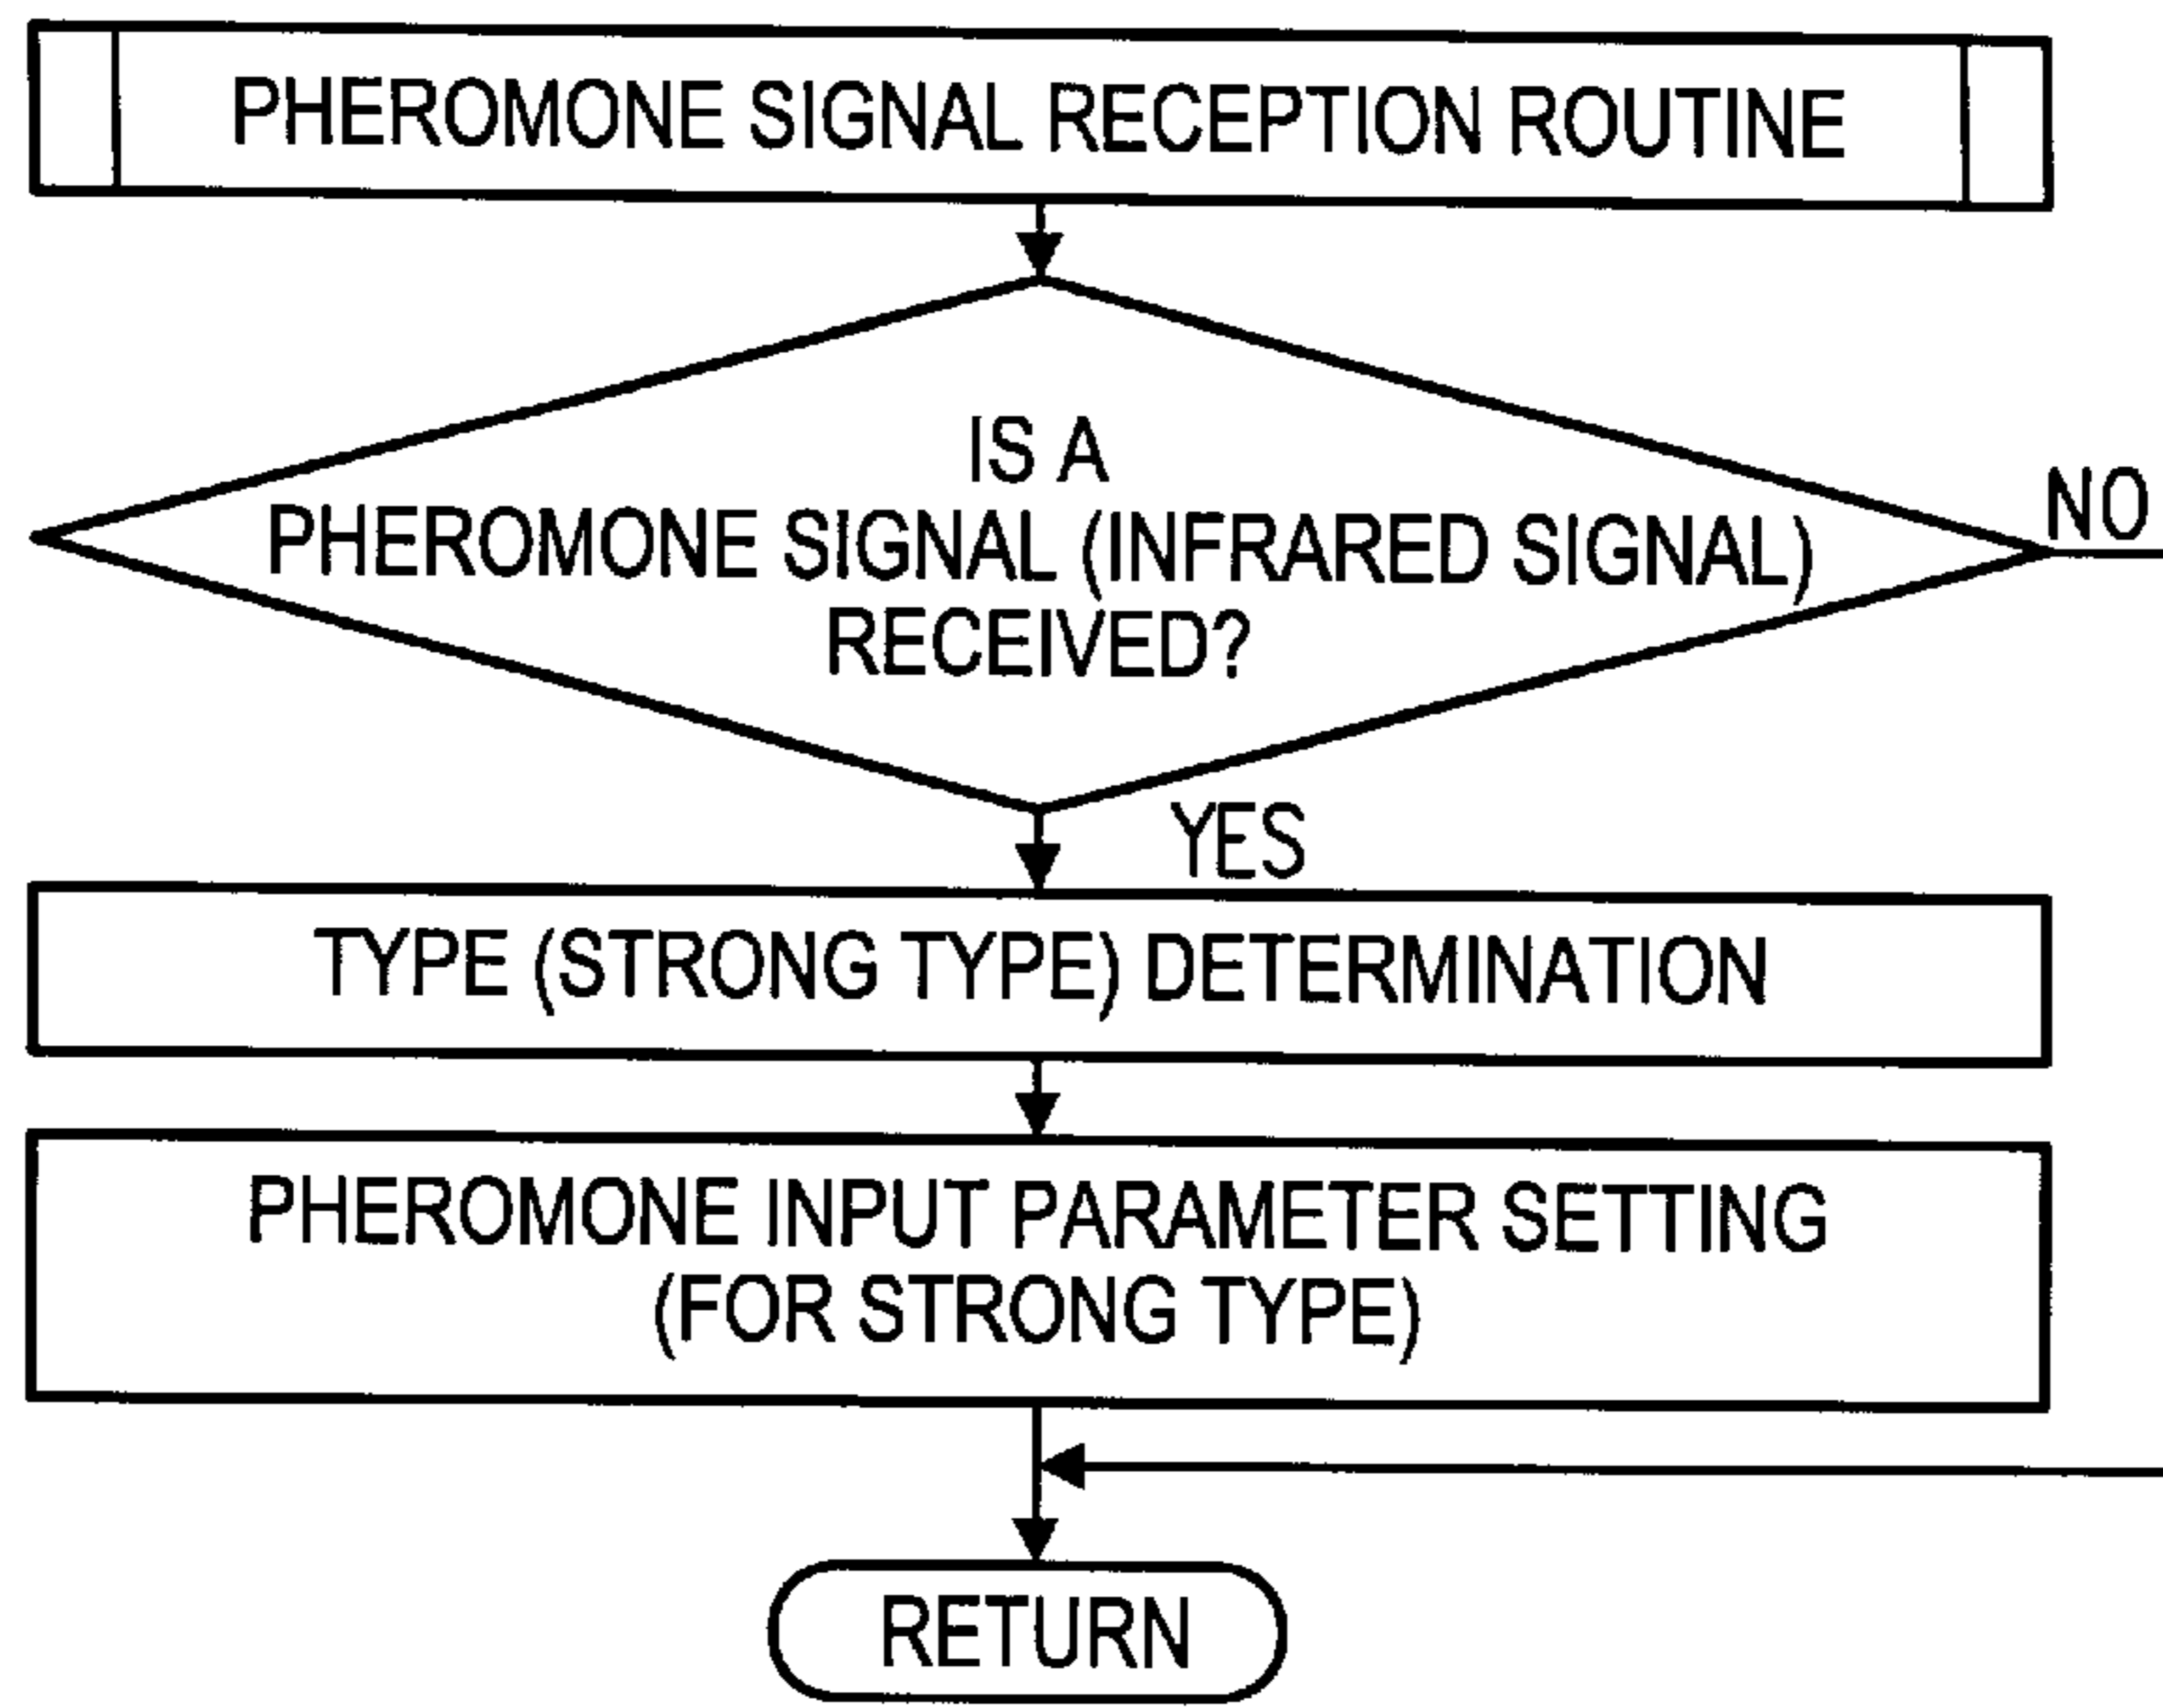 PHEROMONE SIGNAL RECEPTION ROUTINE
IS A
PHEROMONE SIGNAL (INFRARED SIGNAL)
RECEIVED?
NO
YES
TYPE (STRONG TYPE) DETERMINATION
PHEROMONE INPUT PARAMETER SETTING
(FOR STRONG TYPE)
RETURN